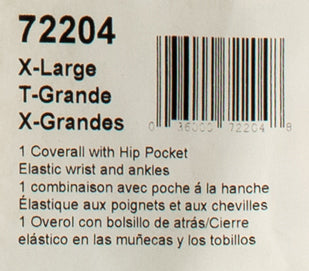 72204
X-Large
T-Grande
X-Grandes
0 36000 72204 8
1 Coverall with Hip Pocket
Elastic wrist and ankles
1 combinaison avec poche á la hanche
Élastique aux poignets et aux chevilles
1 Overol con bolsillo de atrás/Cierre
elástico en las muñecas y los tobillos